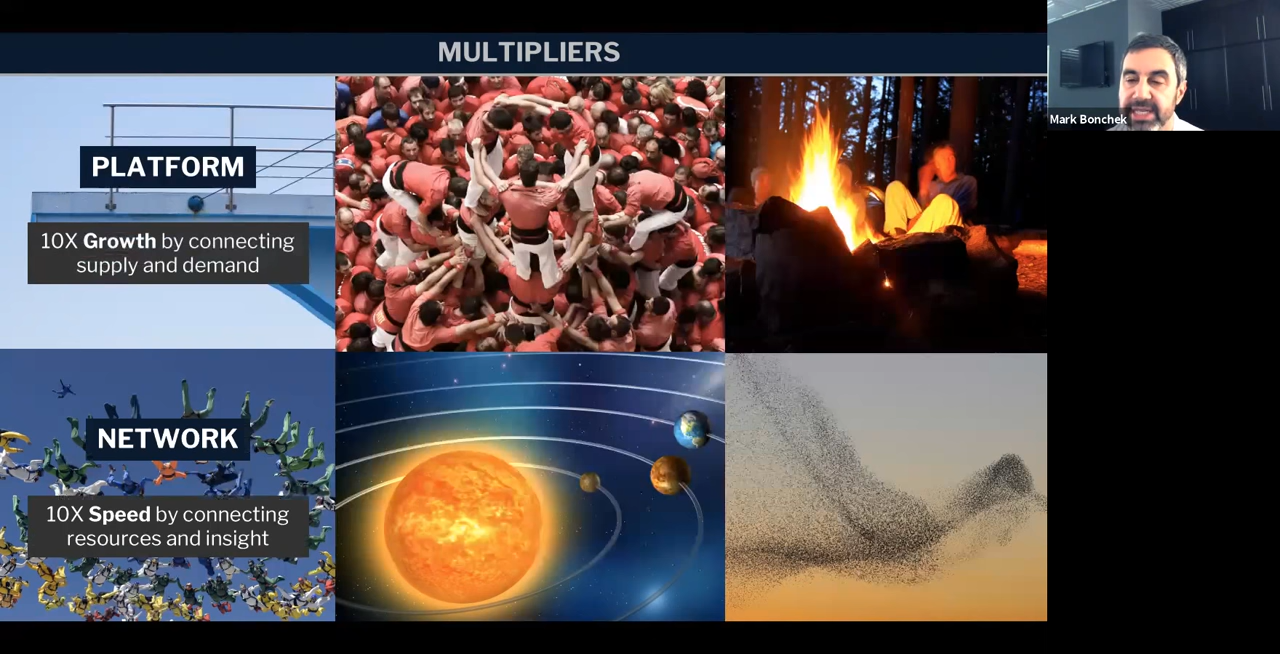 MULTIPLIERS
PLATFORM
10X Growth by connecting
supply and demand
NETWORK
10X Speed by connecting
resources and insight
Mark Bonchek